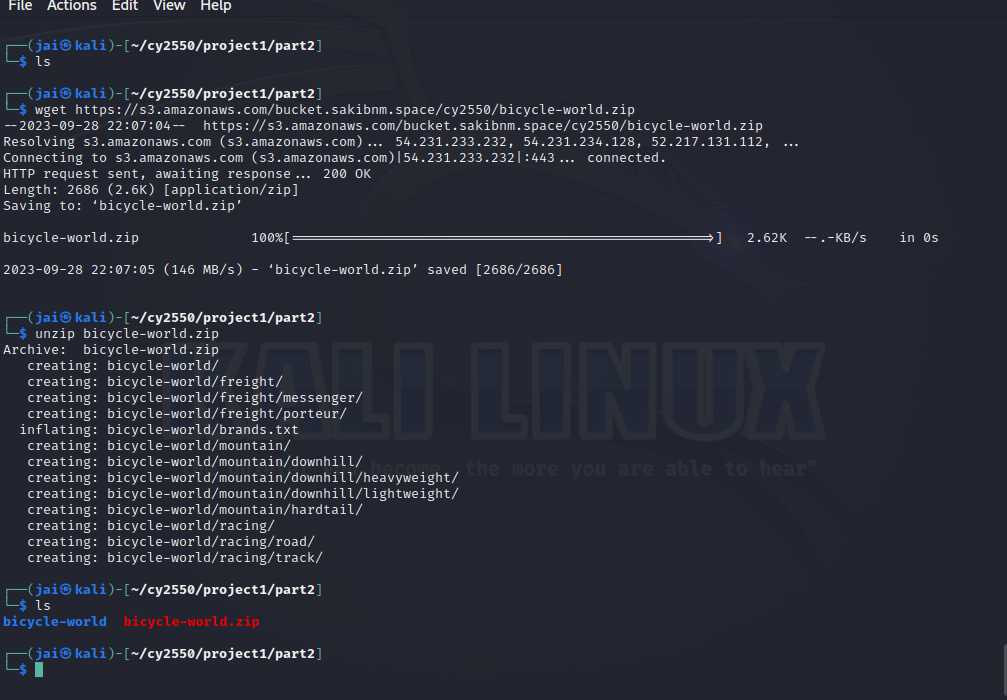 File Actions Edit View Help
┌──(jai㉿kali)-[~/cy2550/project1/part2]
└─$ ls
┌──(jai㉿kali)-[~/cy2550/project1/part2]
└─$ wget https://s3.amazonaws.com/bucket.sakibnm.space/cy2550/bicycle-world.zip
--2023-09-28 22:07:04--  https://s3.amazonaws.com/bucket.sakibnm.space/cy2550/bicycle-world.zip
Resolving s3.amazonaws.com (s3.amazonaws.com)... 54.231.233.232, 54.231.234.128, 52.217.131.112, ...
Connecting to s3.amazonaws.com (s3.amazonaws.com)|54.231.233.232|:443... connected.
HTTP request sent, awaiting response... 200 OK
Length: 2686 (2.6K) [application/zip]
Saving to: ‘bicycle-world.zip’
bicycle-world.zip 100%[===================================================>] 2.62K --.-KB/s in 0s
2023-09-28 22:07:05 (146 MB/s) - ‘bicycle-world.zip’ saved [2686/2686]
┌──(jai㉿kali)-[~/cy2550/project1/part2]
└─$ unzip bicycle-world.zip
Archive:  bicycle-world.zip
creating: bicycle-world/
creating: bicycle-world/freight/
creating: bicycle-world/freight/messenger/
creating: bicycle-world/freight/porteur/
inflating: bicycle-world/brands.txt
creating: bicycle-world/mountain/
creating: bicycle-world/mountain/downhill/
creating: bicycle-world/mountain/downhill/heavyweight/
creating: bicycle-world/mountain/downhill/lightweight/
creating: bicycle-world/mountain/hardtail/
creating: bicycle-world/racing/
creating: bicycle-world/racing/road/
creating: bicycle-world/racing/track/
KALI LINUX
become, the more you are able to hear"
┌──(jai㉿kali)-[~/cy2550/project1/part2]
└─$ ls
bicycle-world  bicycle-world.zip
┌──(jai㉿kali)-[~/cy2550/project1/part2]
└─$